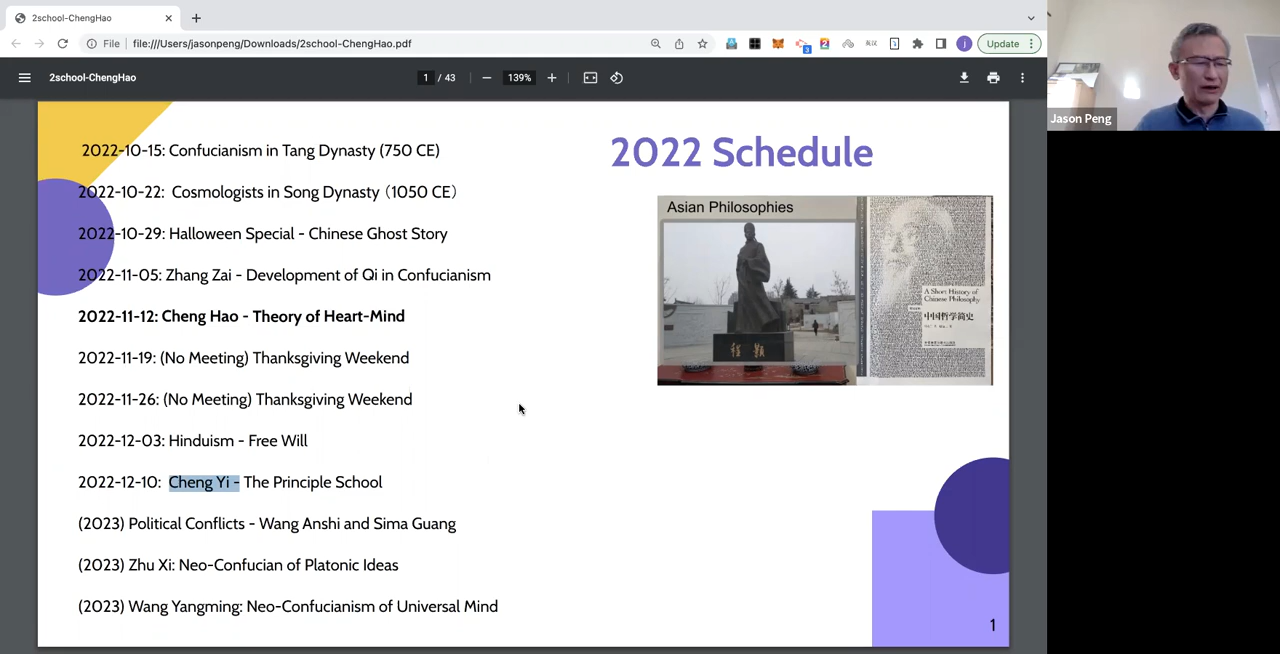 2school-ChengHao
File
file:///Users/jasonpeng/Downloads/2school-ChengHao.pdf
Update
2school-ChengHao
1 / 43
139%
2022 Schedule
2022-10-15: Confucianism in Tang Dynasty (750 CE)
2022-10-22: Cosmologists in Song Dynasty（1050 CE）
2022-10-29: Halloween Special - Chinese Ghost Story
2022-11-05: Zhang Zai - Development of Qi in Confucianism
2022-11-12: Cheng Hao - Theory of Heart-Mind
2022-11-19: (No Meeting) Thanksgiving Weekend
2022-11-26: (No Meeting) Thanksgiving Weekend
2022-12-03: Hinduism - Free Will
2022-12-10: Cheng Yi - The Principle School
(2023) Political Conflicts - Wang Anshi and Sima Guang
(2023) Zhu Xi: Neo-Confucian of Platonic Ideas
(2023) Wang Yangming: Neo-Confucianism of Universal Mind
Asian Philosophies
程颢
A Short History of
Chinese Philosophy
中国哲学简史
1
Jason Peng